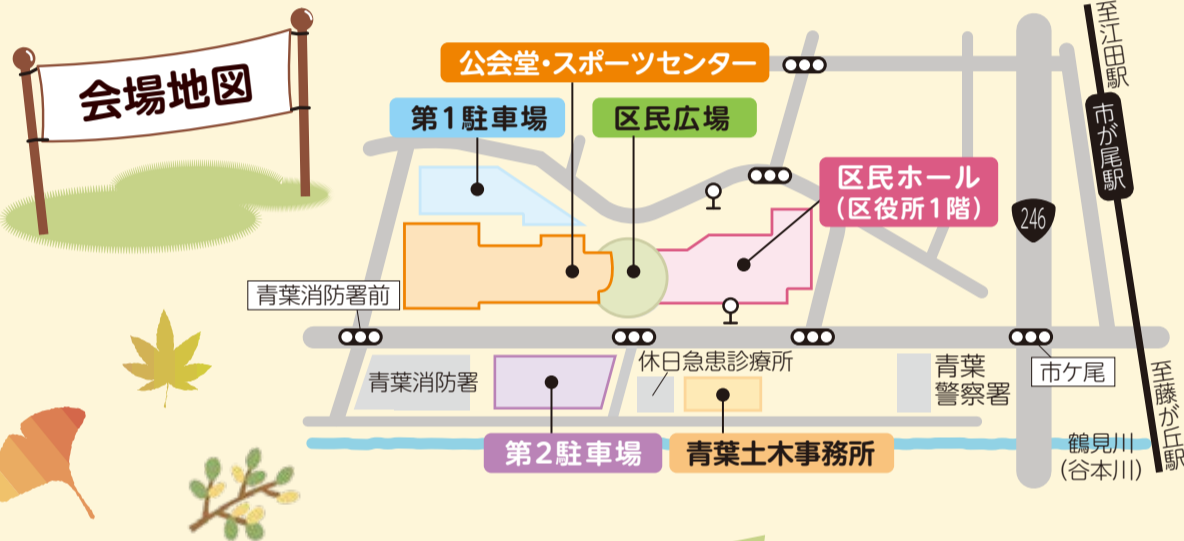 会場地図
公会堂・スポーツセンター
第1駐車場
区民広場
区民ホール
(区役所1階)
至江田駅
市が尾駅
246
青葉消防署前
青葉消防署
休日急患診療所
青葉
警察署
市ケ尾
至藤が丘駅
第2駐車場
青葉土木事務所
鶴見川
(谷本川)